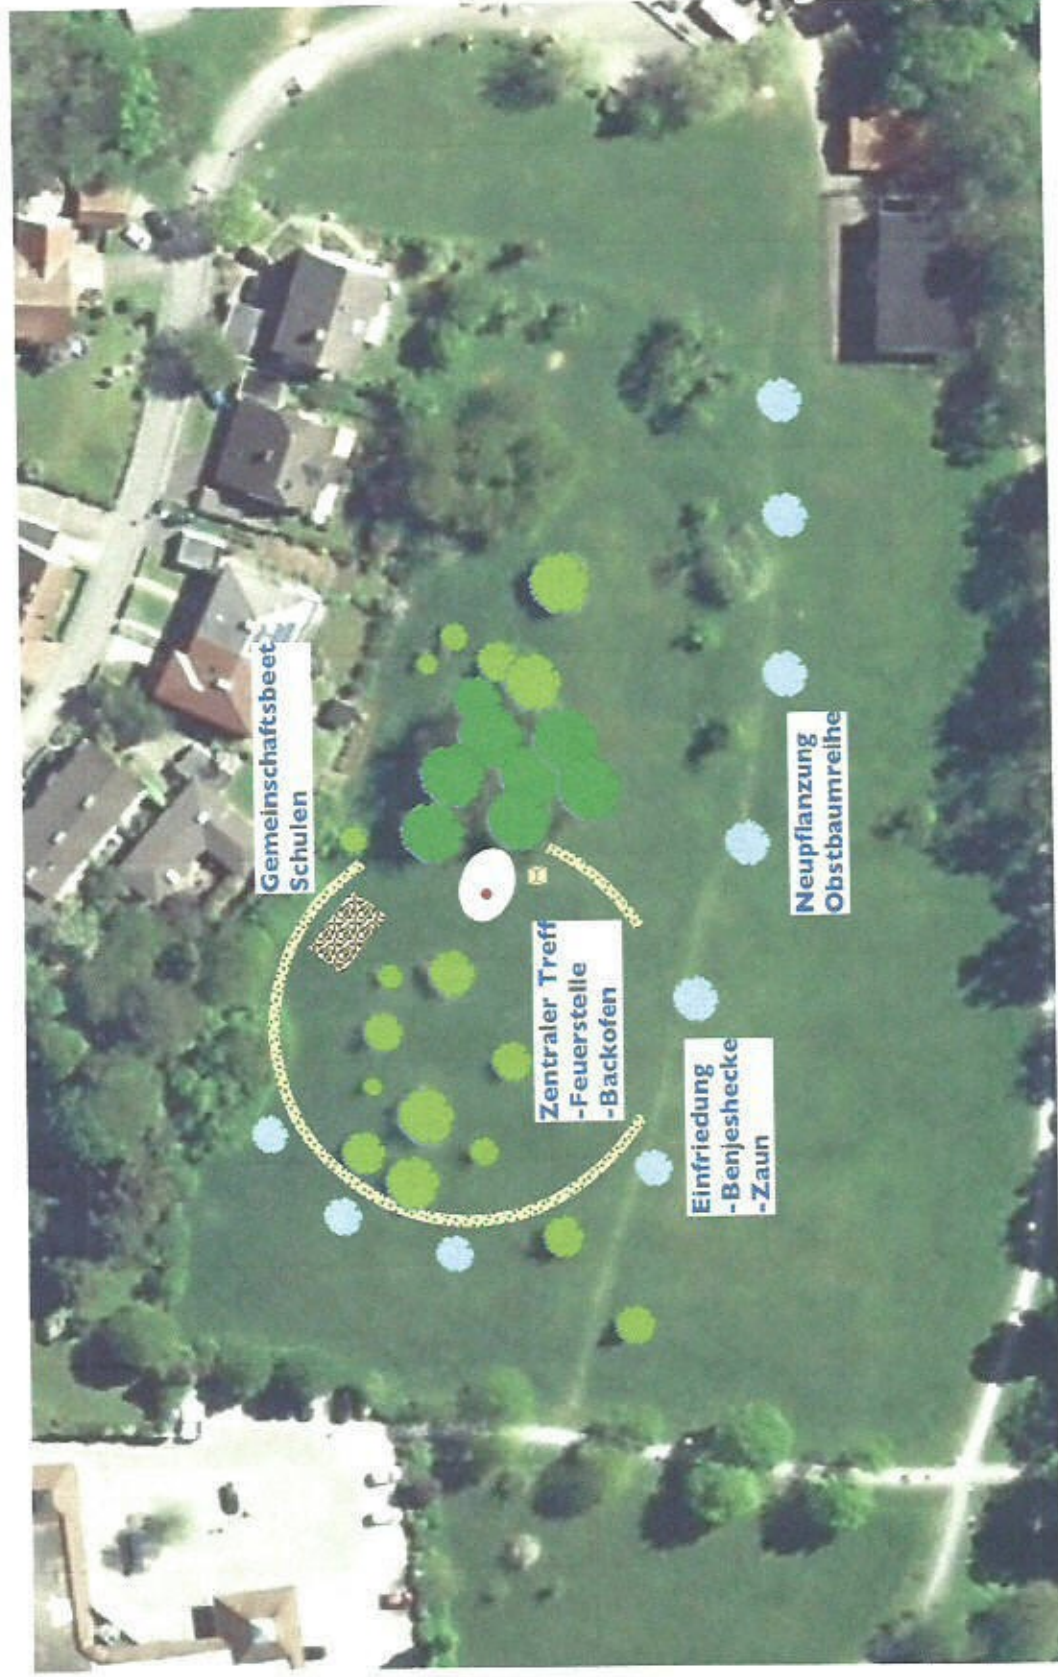 Gemeinschaftsbeet
Schulen
Zentraler Treff
-Feuerstelle
-Backofen
Einfriedung
-Benjeshecke
-Zaun
Neupflanzung
Obstbaumreihe